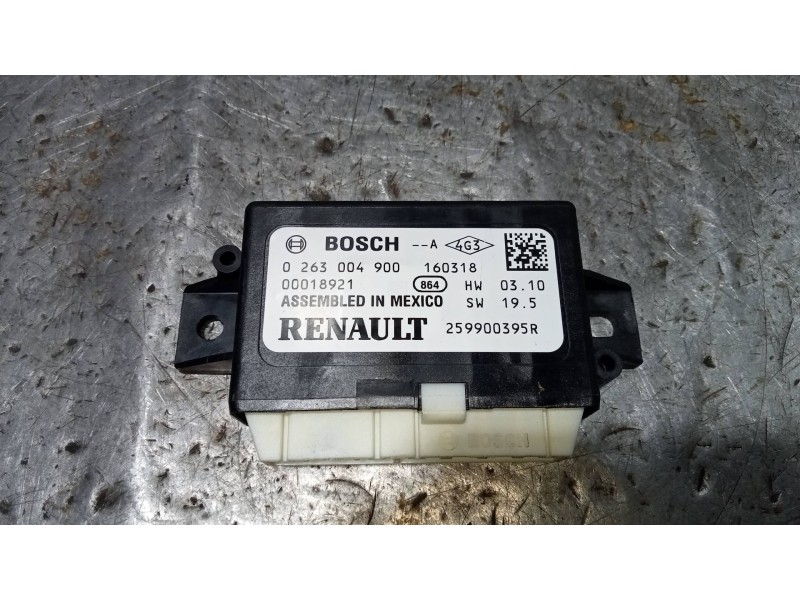 BOSCH --A 4G3
0 263 004 900 160318
00018921 864 HW 03.10
ASSEMBLED IN MEXICO SW 19.5
RENAULT 259900395R
BOSCH